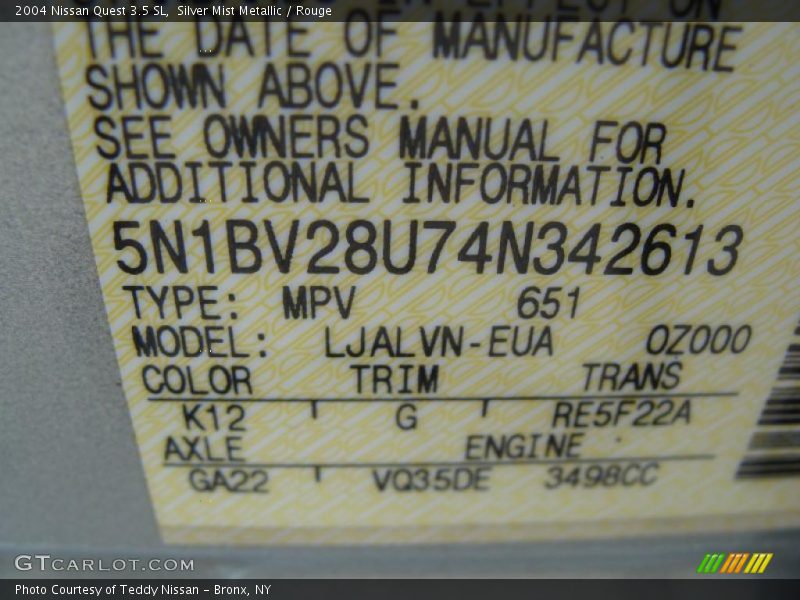 2004 Nissan Quest 3.5 SL, Silver Mist Metallic / Rouge
EFFECT ON
THE DATE OF MANUFACTURE
SHOWN ABOVE.
SEE OWNERS MANUAL FOR
ADDITIONAL INFORMATION.
5N1BV28U74N342613
TYPE: MPV 651
MODEL: LJALVN-EUA 0Z000
COLOR TRIM TRANS
K12 G RE5F22A
AXLE ENGINE
GA22 VQ35DE 3498CC
GTCARLOT.COM
Photo Courtesy of Teddy Nissan - Bronx, NY